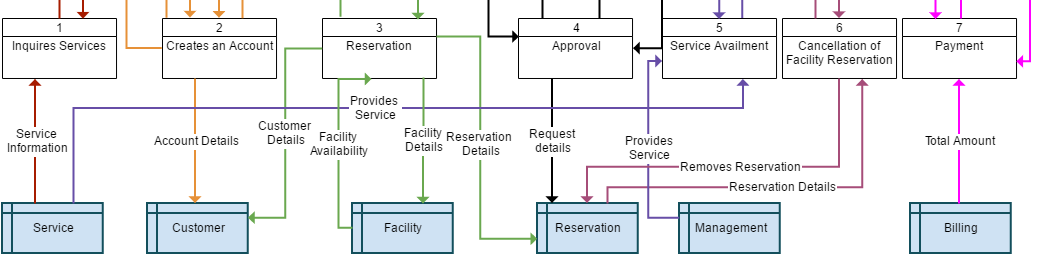 1
Inquires Services
2
Creates an Account
3
Reservation
4
Approval
5
Service Availment
6
Cancellation of
Facility Reservation
7
Payment
Provides
Service
Service
Information
Account Details
Customer
Details
Facility
Availability
Facility
Details
Reservation
Details
Request
details
Provides
Service
Removes Reservation
Reservation Details
Total Amount
Service
Customer
Facility
Reservation
Management
Billing